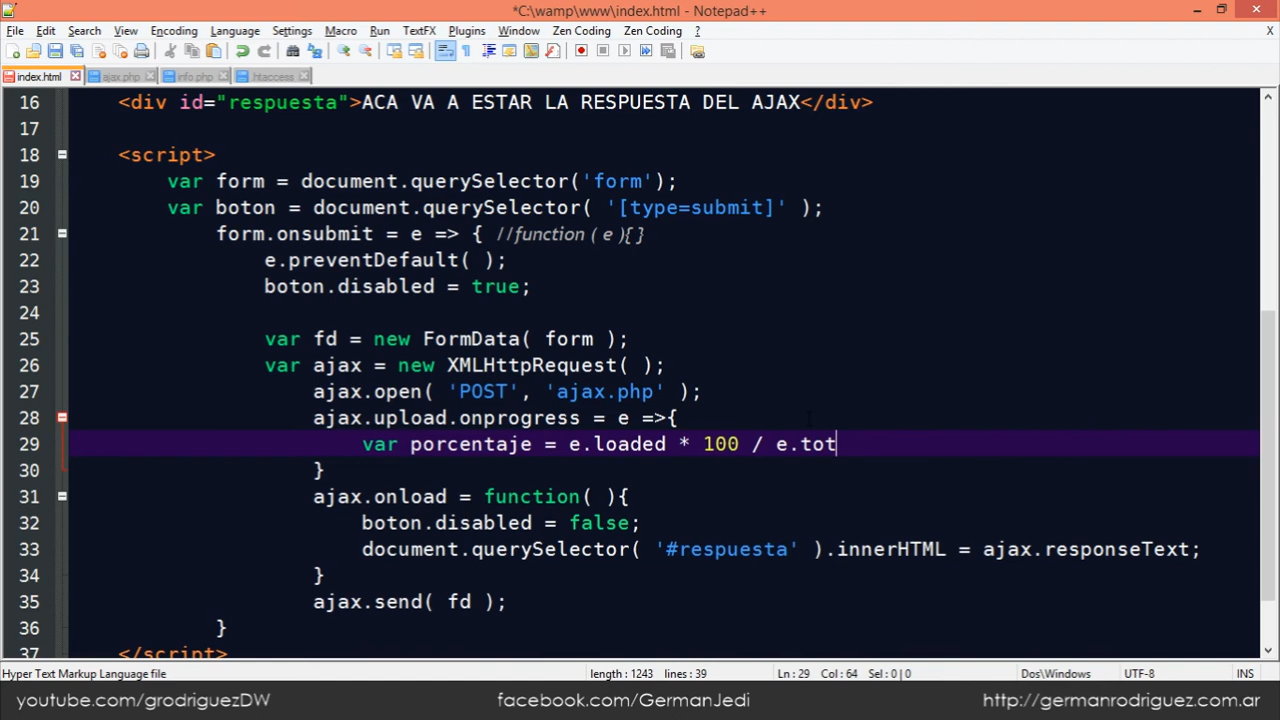 *C:\wamp\www\index.html - Notepad++
File Edit Search View Encoding Language Settings Macro Run TextFX Plugins Window Zen Coding Zen Coding ? X
index.html ajax.php info.php .htaccess
16 <div id="respuesta">ACA VA A ESTAR LA RESPUESTA DEL AJAX</div>
17
18 <script>
19 var form = document.querySelector('form');
20 var boton = document.querySelector( '[type=submit]' );
21 form.onsubmit = e => { //function ( e ){ }
22 e.preventDefault( );
23 boton.disabled = true;
24
25 var fd = new FormData( form );
26 var ajax = new XMLHttpRequest( );
27 ajax.open( 'POST', 'ajax.php' );
28 ajax.upload.onprogress = e =>{
29 var porcentaje = e.loaded * 100 / e.tot
30 }
31 ajax.onload = function( ){
32 boton.disabled = false;
33 document.querySelector( '#respuesta' ).innerHTML = ajax.responseText;
34 }
35 ajax.send( fd );
36 }
37 </script>
Hyper Text Markup Language file length : 1243 lines : 39 Ln : 29 Col : 64 Sel : 0 | 0 Dos\Windows UTF-8 INS
youtube.com/grodriguezDW facebook.com/GermanJedi http://germanrodriguez.com.ar